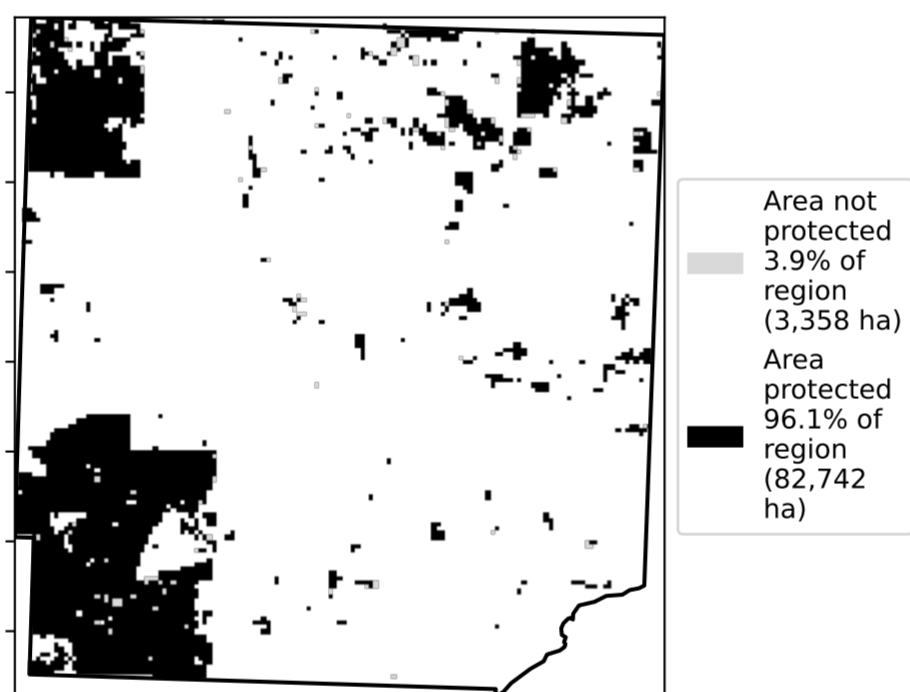 Area not
protected
3.9% of
region
(3,358 ha)
Area
protected
96.1% of
region
(82,742
ha)